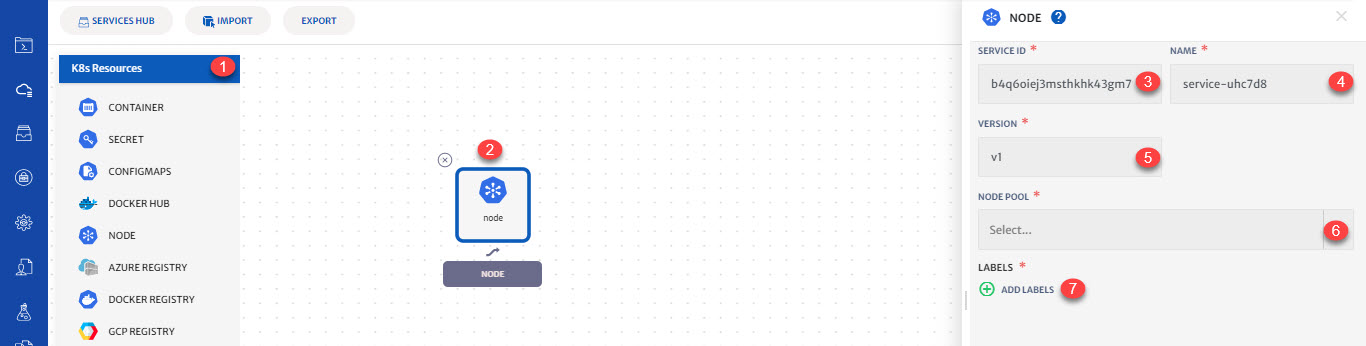 SERVICES HUB
IMPORT
EXPORT
K8s Resources 1
CONTAINER
SECRET
CONFIGMAPS
DOCKER HUB
NODE
AZURE REGISTRY
DOCKER REGISTRY
GCP REGISTRY
2
node
NODE
NODE ?
SERVICE ID *
b4q6oiej3msthkhk43gm7 3
NAME *
service-uhc7d8 4
VERSION *
v1 5
NODE POOL *
Select... 6
LABELS *
ADD LABELS 7